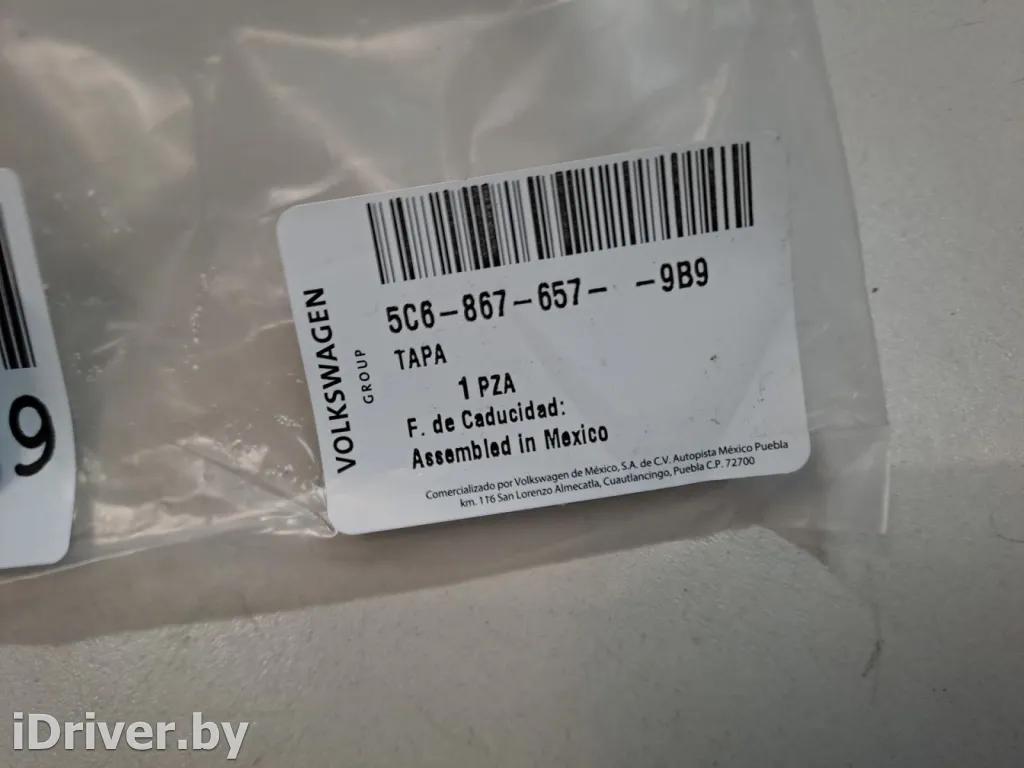 VOLKSWAGEN
GROUP
5C6-867-657- -9B9
TAPA
1 PZA
F. de Caducidad:
Assembled in Mexico
Comercializado por Volkswagen de México, S.A. de C.V. Autopista México Puebla
km. 116 San Lorenzo Almecatla, Cuautlancingo, Puebla C.P. 72700
9
iDriver.by